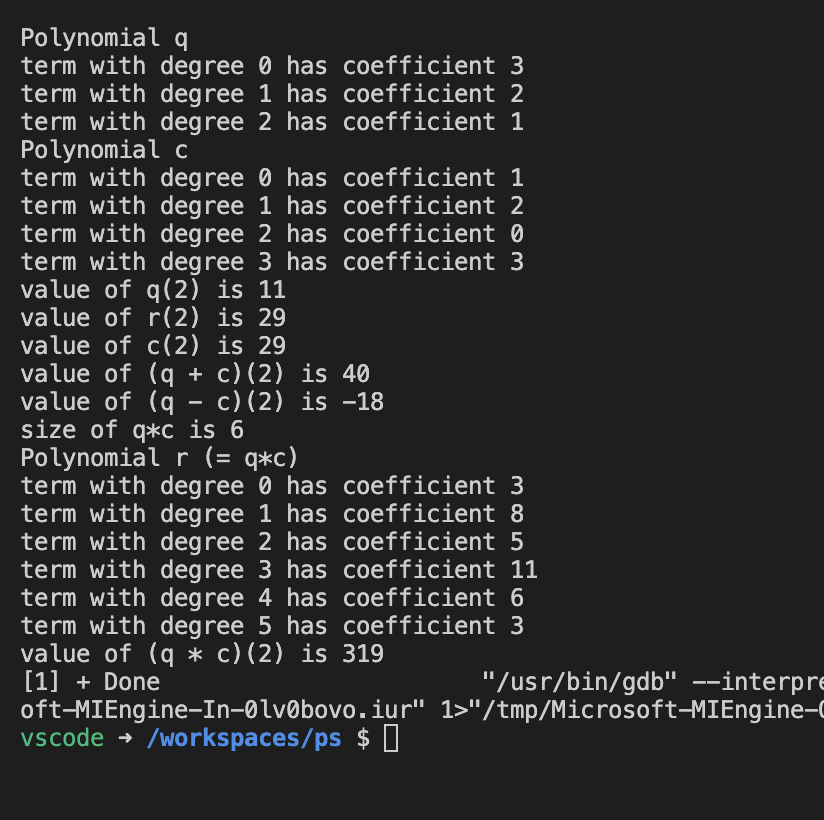 Polynomial q
term with degree 0 has coefficient 3
term with degree 1 has coefficient 2
term with degree 2 has coefficient 1
Polynomial c
term with degree 0 has coefficient 1
term with degree 1 has coefficient 2
term with degree 2 has coefficient 0
term with degree 3 has coefficient 3
value of q(2) is 11
value of r(2) is 29
value of c(2) is 29
value of (q + c)(2) is 40
value of (q - c)(2) is -18
size of q*c is 6
Polynomial r (= q*c)
term with degree 0 has coefficient 3
term with degree 1 has coefficient 8
term with degree 2 has coefficient 5
term with degree 3 has coefficient 11
term with degree 4 has coefficient 6
term with degree 5 has coefficient 3
value of (q * c)(2) is 319
[1] + Done                       "/usr/bin/gdb" --interpre
oft-MIEngine-In-0lv0bovo.iur" 1>"/tmp/Microsoft-MIEngine-
vscode ➜ /workspaces/ps $